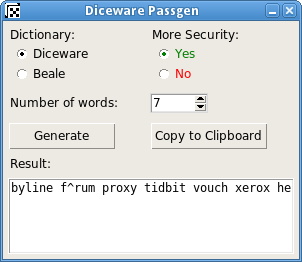 Diceware Passgen
Dictionary: More Security:
Diceware Yes
Beale No
Number of words: 7
Generate Copy to Clipboard
Result:
byline f^rum proxy tidbit vouch xerox he